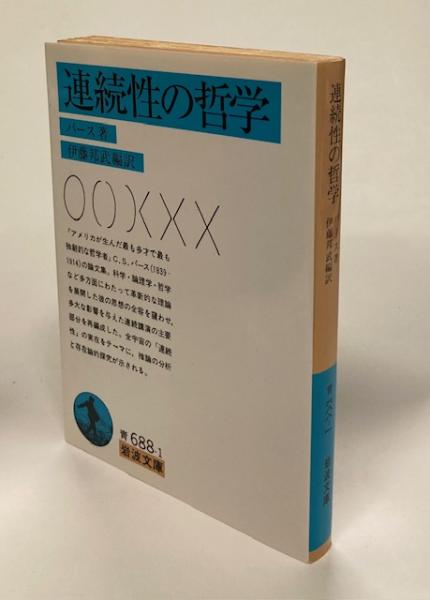 連続性の哲学
パース著
伊藤邦武編訳
「アメリカが生んだ最も多才で最も
独創的な哲学者」C.S.パース(1839-
1914)の論文集。科学・論理学・哲学
など多方面にわたって革新的な理論
を展開した彼の思想の全容を窺わせ、
多大な影響を与えた連続講演の主要
部分を再編成した。全宇宙の「連続
性」の実在をテーマに、推論の分析
と存在論的探究が示される。
青688-1
岩波文庫
連続性の哲学
パース著
伊藤邦武編訳
青
岩波文庫